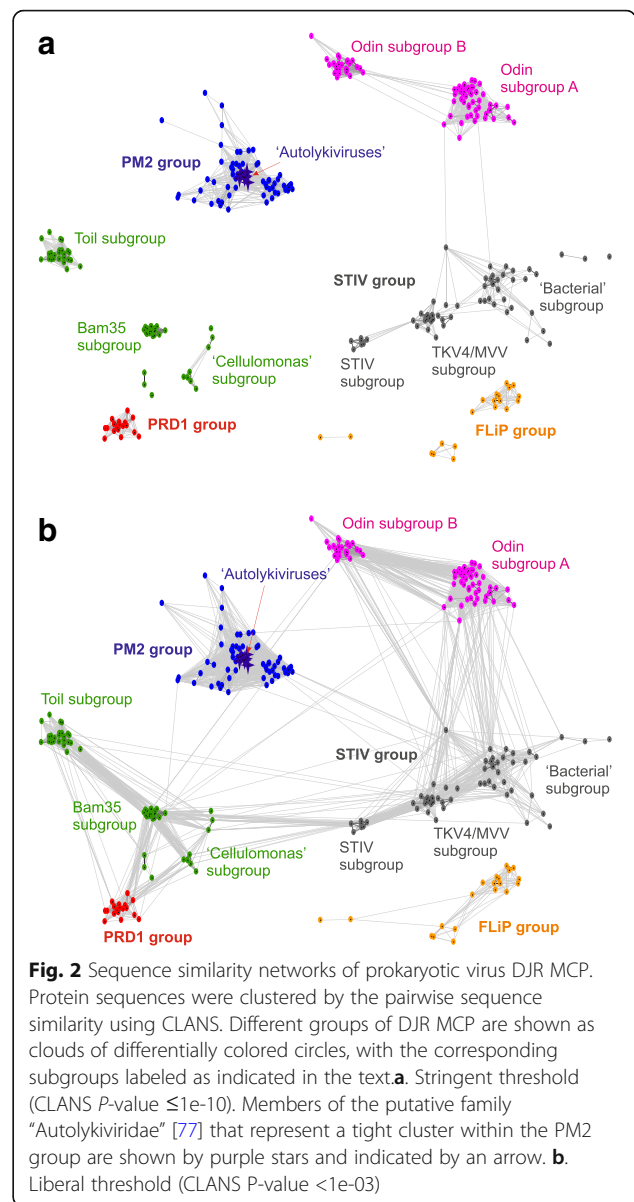 a
Odin subgroup B
Odin
subgroup A
'Autolykiviruses'
PM2 group
Toil subgroup
STIV group
'Bacterial'
subgroup
Bam35
subgroup
'Cellulomonas'
subgroup
STIV
subgroup
TKV4/MVV
subgroup
PRD1 group
FLiP group
b
Odin subgroup B
Odin
subgroup A
'Autolykiviruses'
PM2 group
Toil subgroup
STIV group
'Bacterial'
subgroup
Bam35
subgroup
'Cellulomonas'
subgroup
STIV
subgroup
TKV4/MVV
subgroup
PRD1 group
FLiP group
Fig. 2 Sequence similarity networks of prokaryotic virus DJR MCP.
Protein sequences were clustered by the pairwise sequence
similarity using CLANS. Different groups of DJR MCP are shown as
clouds of differentially colored circles, with the corresponding
subgroups labeled as indicated in the text.a. Stringent threshold
(CLANS P-value ≤1e-10). Members of the putative family
“Autolykiviridae” [77] that represent a tight cluster within the PM2
group are shown by purple stars and indicated by an arrow. b.
Liberal threshold (CLANS P-value <1e-03)